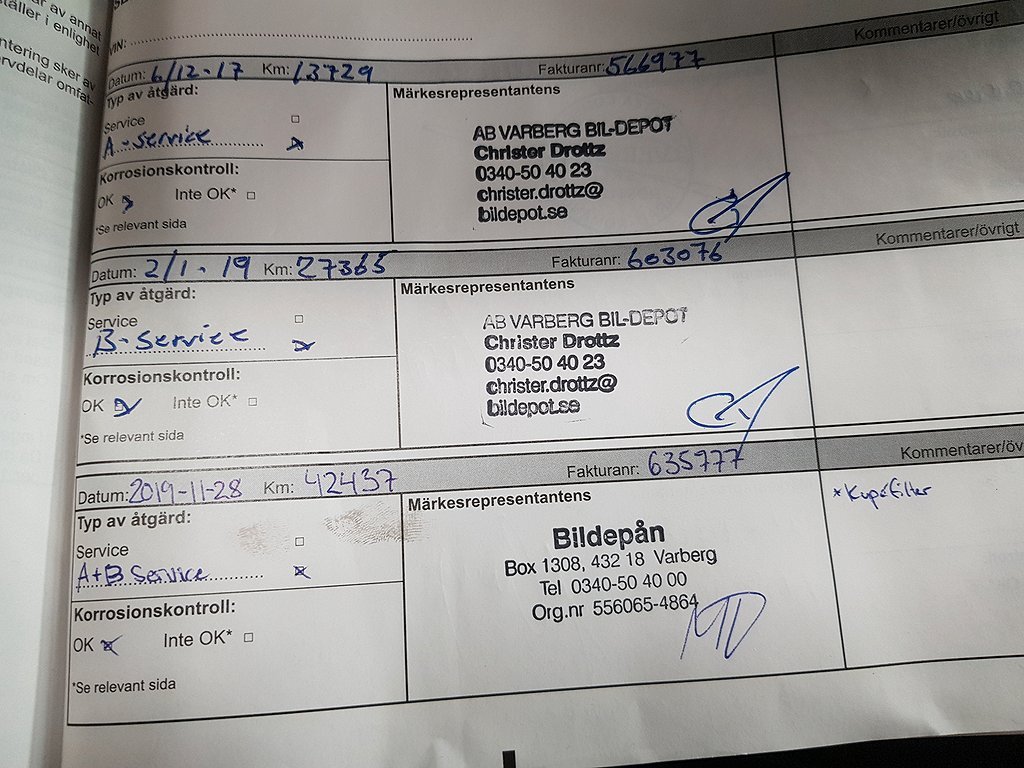 av annat
ställer i enlighet
ntering sker av
rvdelar omfat-
VIN:
Kommentarer/övrigt
Datum: 6/12-17 Km: 13729 Fakturanr: 566977
Typ av åtgärd:
Service
A-service
Korrosionskontroll:
OK Inte OK*
*Se relevant sida
Märkesrepresentantens
AB VARBERG BIL-DEPOT
Christer Drottz
0340-50 40 23
christer.drottz@
bildepot.se
Datum: 2/1-19 Km: 27365 Fakturanr: 603076 Kommentarer/övrigt
Typ av åtgärd:
Service
B-Service
Korrosionskontroll:
OK Inte OK*
*Se relevant sida
Märkesrepresentantens
AB VARBERG BIL-DEPOT
Christer Drottz
0340-50 40 23
christer.drottz@
bildepot.se
Datum: 2019-11-28 Km: 42437 Fakturanr: 635777 Kommentarer/öv
Typ av åtgärd:
Service
A+B Service
Korrosionskontroll:
OK Inte OK*
*Se relevant sida
Märkesrepresentantens
Bildepån
Box 1308, 432 18 Varberg
Tel 0340-50 40 00
Org.nr 556065-4864
*Kupéfilter